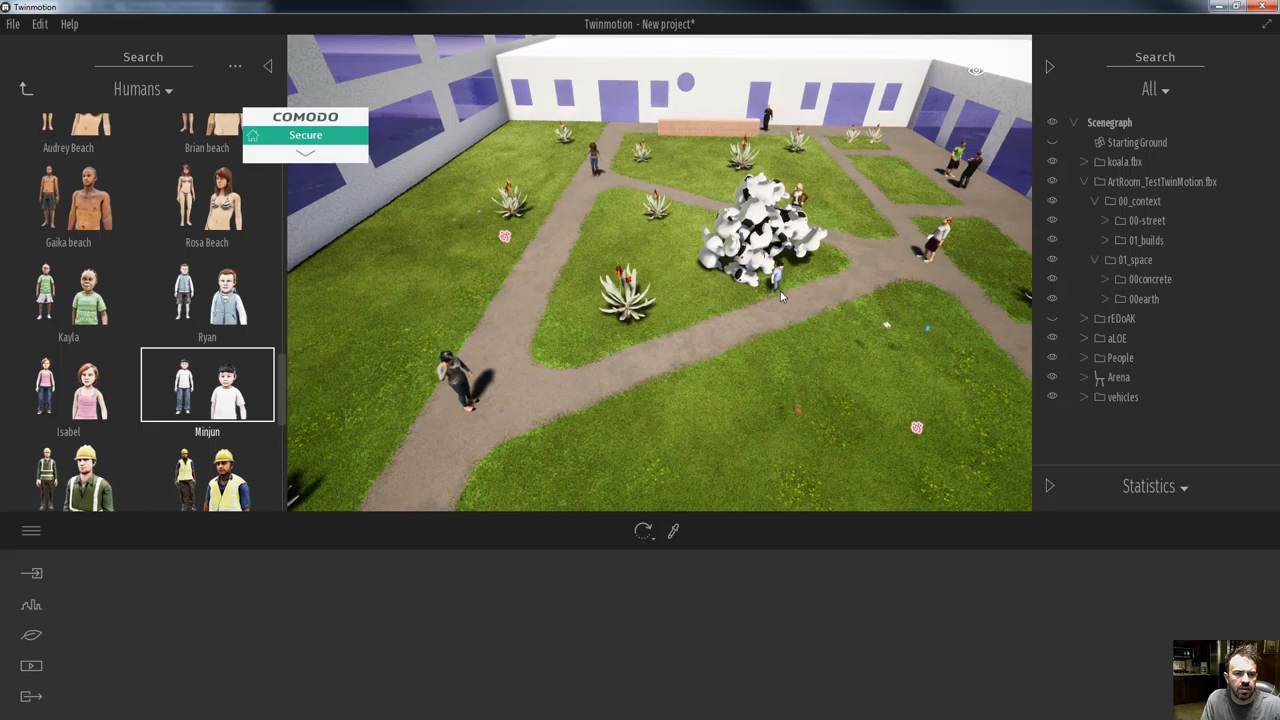 Twinmotion
File Edit Help
Twinmotion - New project*
Search
...
Humans
COMODO
Secure
Audrey Beach
Brian beach
Gaika beach
Rosa Beach
Kayla
Ryan
Isabel
Minjun
Search
All
Scenegraph
Starting Ground
koala.fbx
ArtRoom_TestTwinMotion.fbx
00_context
00-street
01_builds
01_space
00concrete
00earth
rEDoAK
aLOE
People
Arena
vehicles
Statistics